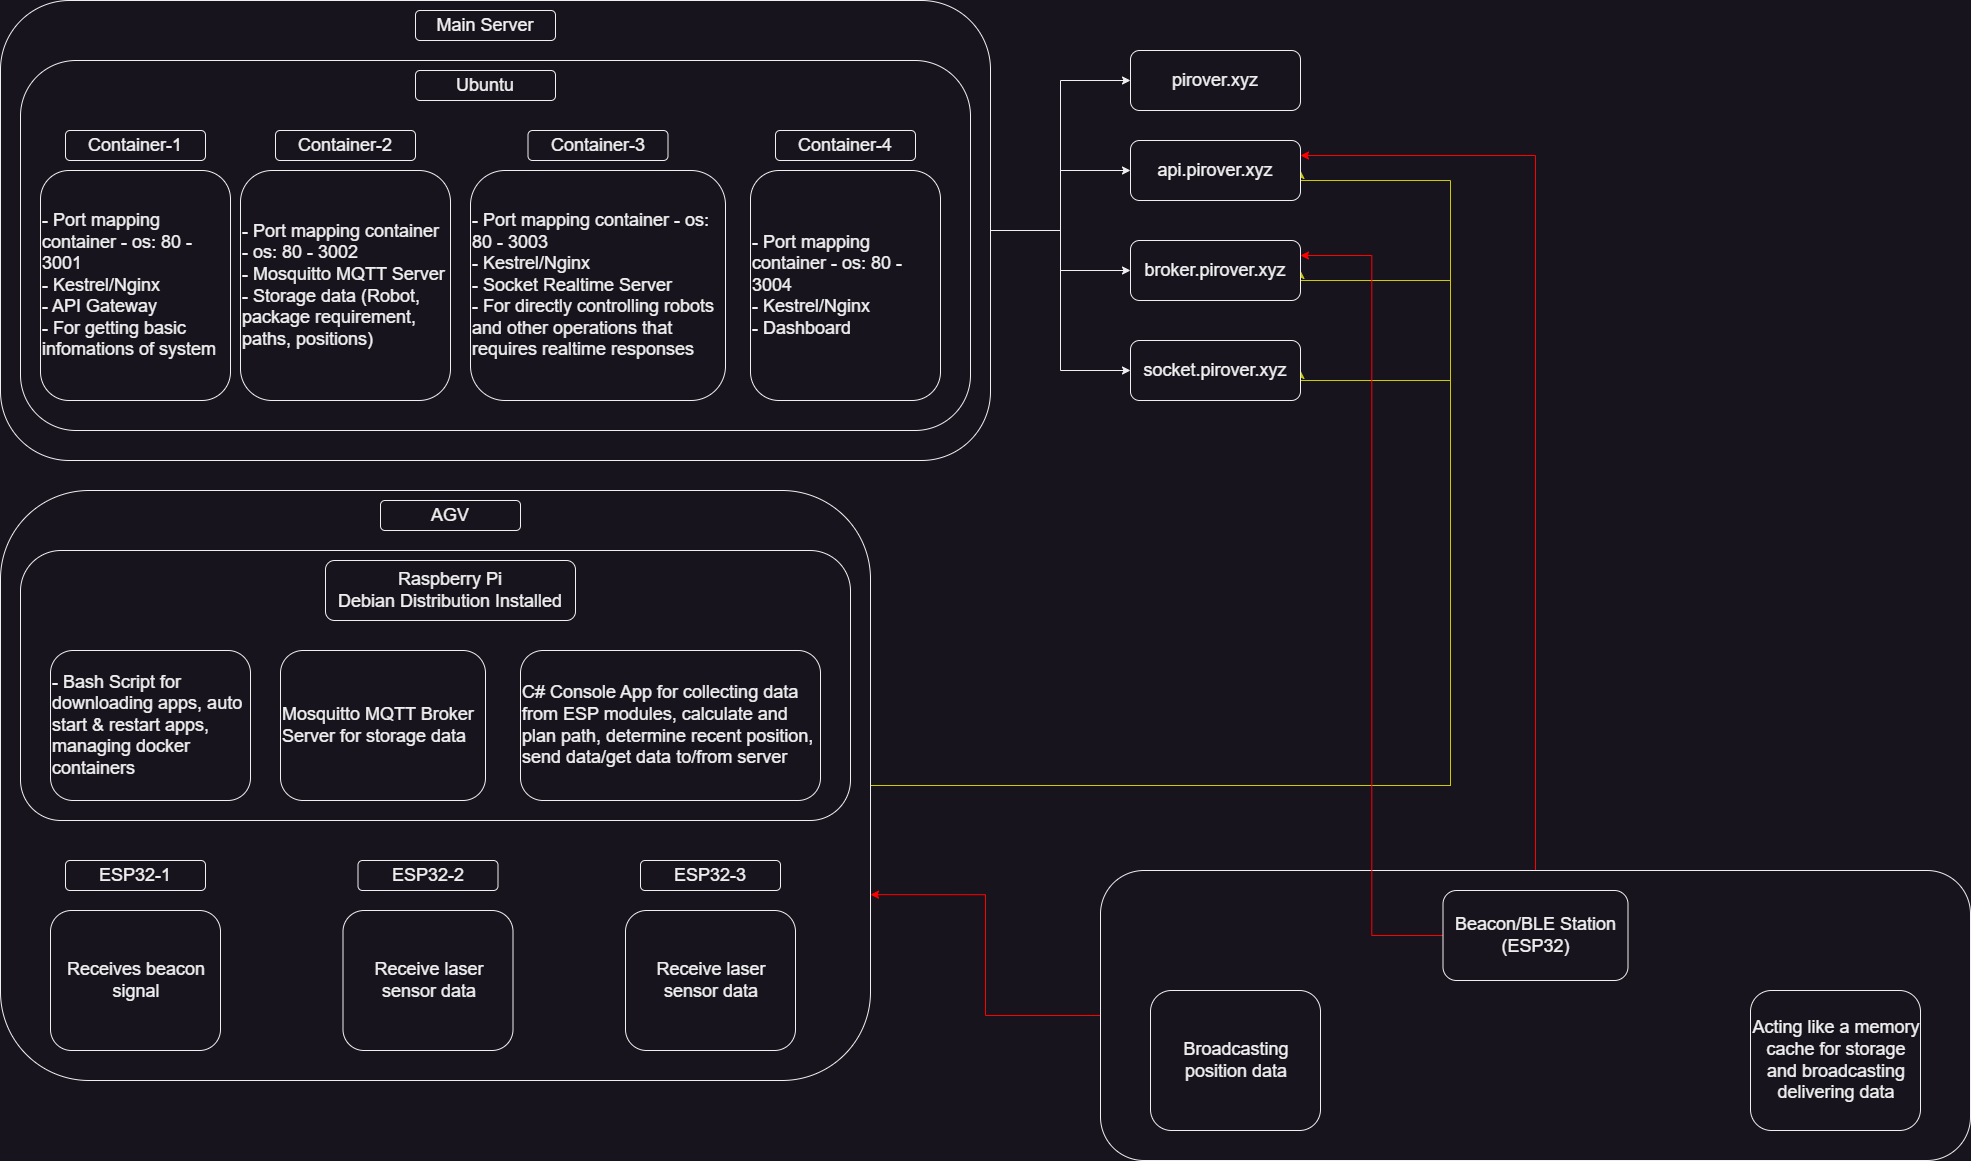 Main Server
Ubuntu
Container-1
- Port mapping
container - os: 80 -
3001
- Kestrel/Nginx
- API Gateway
- For getting basic
infomations of system
Container-2
- Port mapping container
- os: 80 - 3002
- Mosquitto MQTT Server
- Storage data (Robot,
package requirement,
paths, positions)
Container-3
- Port mapping container - os:
80 - 3003
- Kestrel/Nginx
- Socket Realtime Server
- For directly controlling robots
and other operations that
requires realtime responses
Container-4
- Port mapping
container - os: 80 -
3004
- Kestrel/Nginx
- Dashboard
pirover.xyz
api.pirover.xyz
broker.pirover.xyz
socket.pirover.xyz
AGV
Raspberry Pi
Debian Distribution Installed
- Bash Script for
downloading apps, auto
start & restart apps,
managing docker
containers
Mosquitto MQTT Broker
Server for storage data
C# Console App for collecting data
from ESP modules, calculate and
plan path, determine recent position,
send data/get data to/from server
ESP32-1
Receives beacon
signal
ESP32-2
Receive laser
sensor data
ESP32-3
Receive laser
sensor data
Beacon/BLE Station
(ESP32)
Broadcasting
position data
Acting like a memory
cache for storage
and broadcasting
delivering data